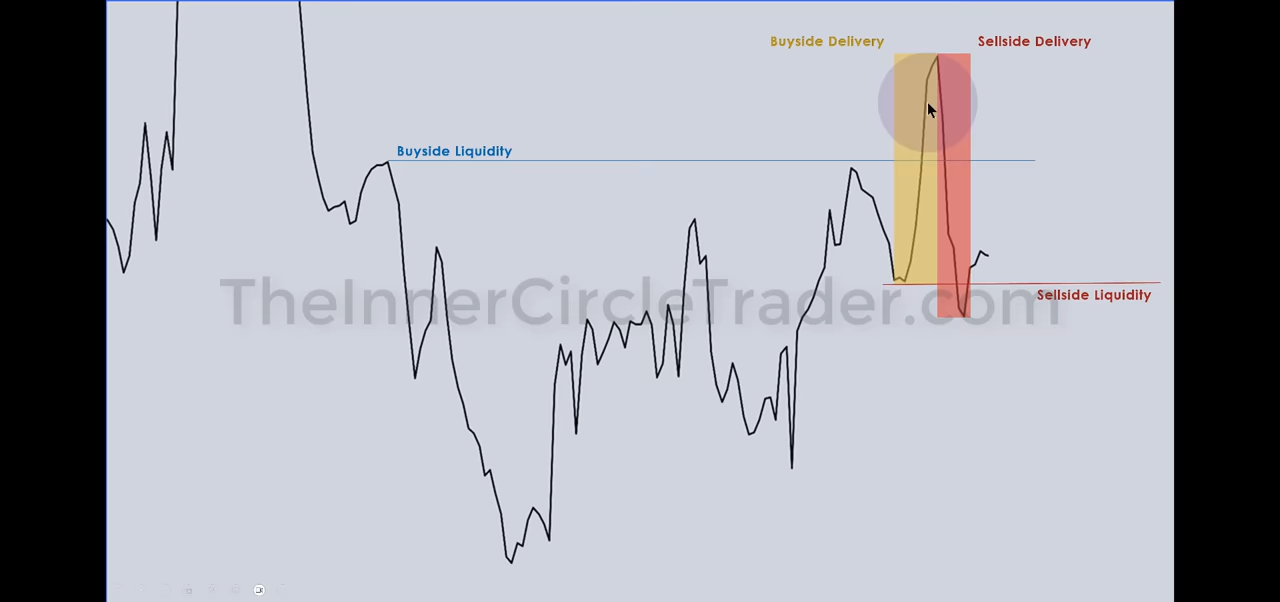 Buyside Delivery
Sellside Delivery
Buyside Liquidity
TheInnerCircleTrader.com
Sellside Liquidity